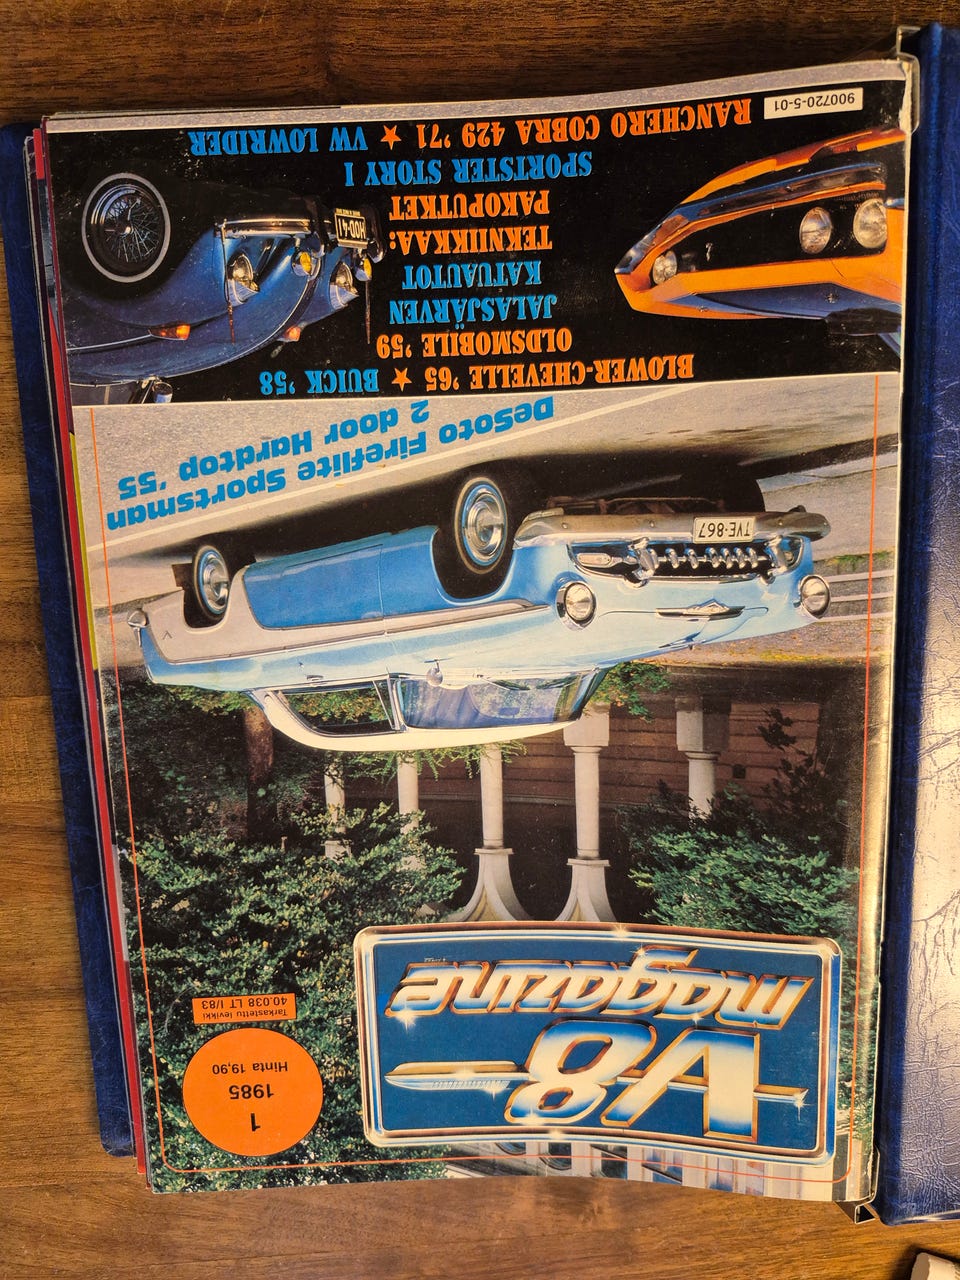 V8
magazine
1
1985
Hinta 19,90
Tarkastettu levikki
40.038 LT I/83
TVE-867
DeSoto Fireflite Sportsman
2 door Hardtop '55
BLOWER-CHEVELLE '65 ★ BUICK '58
OLDSMOBILE '59
JALASJÄRVEN
KATUAUTOT
TEKNIIKKAA:
PAKOPUTKET
SPORTSTER STORY I
RANCHERO COBRA 429 '71 ★ VW LOWRIDER
HOD 41
900720-5-01